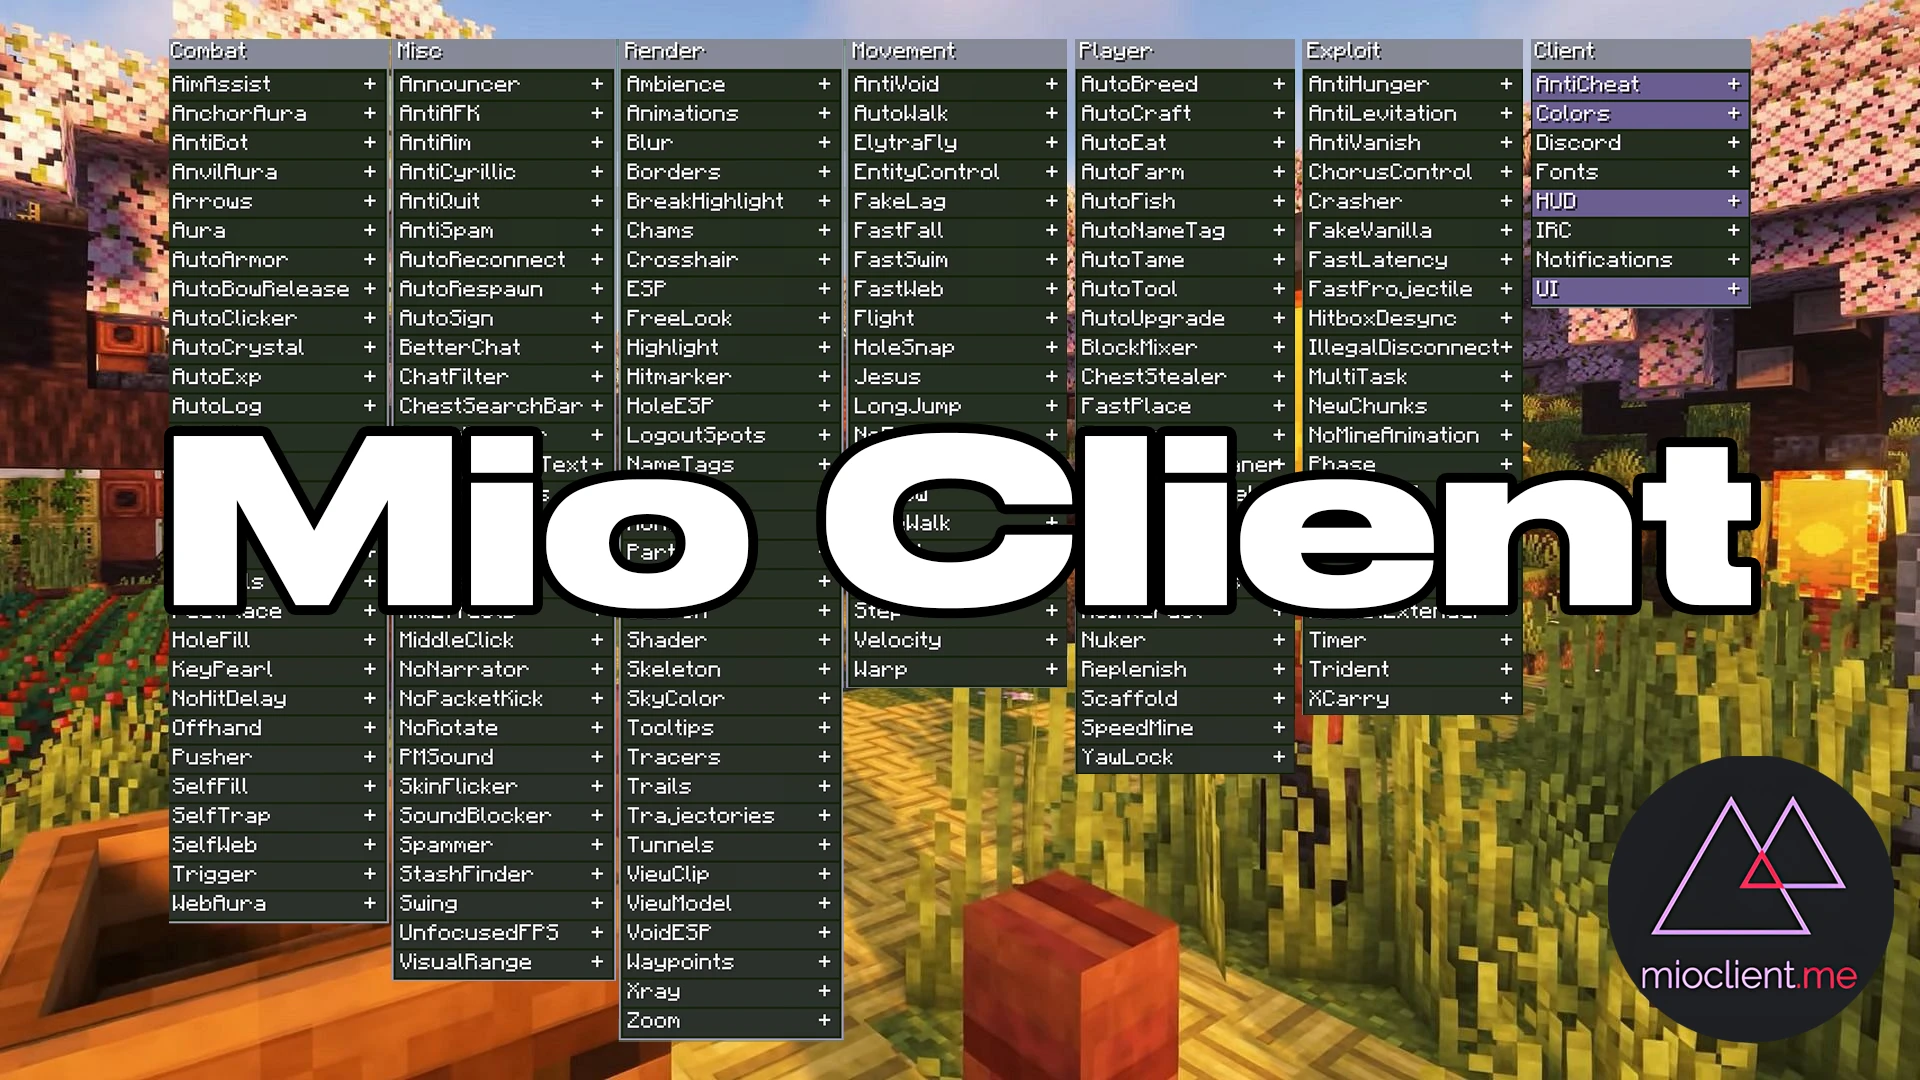 Combat
AimAssist +
AnchorAura +
AntiBot +
AnvilAura +
Arrows +
Aura +
AutoArmor +
AutoBowRelease +
AutoClicker +
AutoCrystal +
AutoExp +
AutoLog +
HoleFill +
KeyPearl +
NoHitDelay +
Offhand +
Pusher +
SelfFill +
SelfTrap +
SelfWeb +
Trigger +
WebAura +
Misc
Announcer +
AntiAFK +
AntiAim +
AntiCyrillic +
AntiQuit +
AntiSpam +
AutoReconnect +
AutoRespawn +
AutoSign +
BetterChat +
ChatFilter +
ChestSearchBar +
MiddleClick +
NoNarrator +
NoPacketKick +
NoRotate +
PMSound +
SkinFlicker +
SoundBlocker +
Spammer +
StashFinder +
Swing +
UnfocusedFPS +
VisualRange +
Render
Ambience +
Animations +
Blur +
Borders +
BreakHighlight +
Chams +
Crosshair +
ESP +
FreeLook +
Highlight +
Hitmarker +
HoleESP +
LogoutSpots +
NameTags +
Shader +
Skeleton +
SkyColor +
Tooltips +
Tracers +
Trails +
Trajectories +
Tunnels +
ViewClip +
ViewModel +
VoidESP +
Waypoints +
Xray +
Zoom +
Movement
AntiVoid +
AutoWalk +
ElytraFly +
EntityControl +
FakeLag +
FastFall +
FastSwim +
FastWeb +
Flight +
HoleSnap +
Jesus +
LongJump +
Step +
Velocity +
Warp +
Player
AutoBreed +
AutoCraft +
AutoEat +
AutoFarm +
AutoFish +
AutoNameTag +
AutoTame +
AutoTool +
AutoUpgrade +
BlockMixer +
ChestStealer +
FastPlace +
Nuker +
Replenish +
Scaffold +
SpeedMine +
YawLock +
Exploit
AntiHunger +
AntiLevitation +
AntiVanish +
ChorusControl +
Crasher +
FakeVanilla +
FastLatency +
FastProjectile +
HitboxDesync +
IllegalDisconnect+
MultiTask +
NewChunks +
NoMineAnimation +
Phase +
Timer +
Trident +
XCarry +
Client
AntiCheat +
Colors +
Discord +
Fonts +
HUD +
IRC +
Notifications +
UI +
Mio Client
mioclient.me